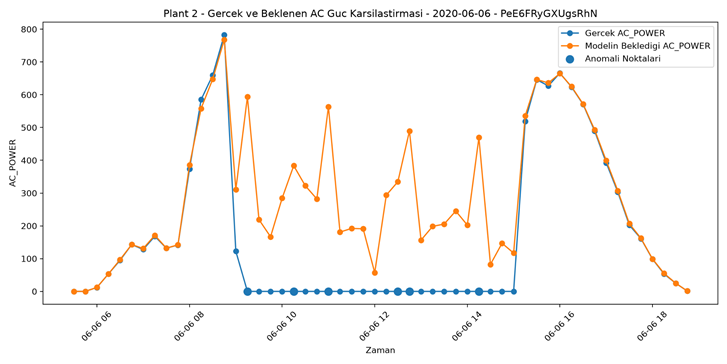 Plant 2 - Gercek ve Beklenen AC Guc Karsilastirmasi - 2020-06-06 - PeE6FRyGXUgsRhN
Gercek AC_POWER
Modelin Bekledigi AC_POWER
Anomali Noktalari
AC_POWER
800
700
600
500
400
300
200
100
0
06-06 06
06-06 08
06-06 10
06-06 12
06-06 14
06-06 16
06-06 18
Zaman